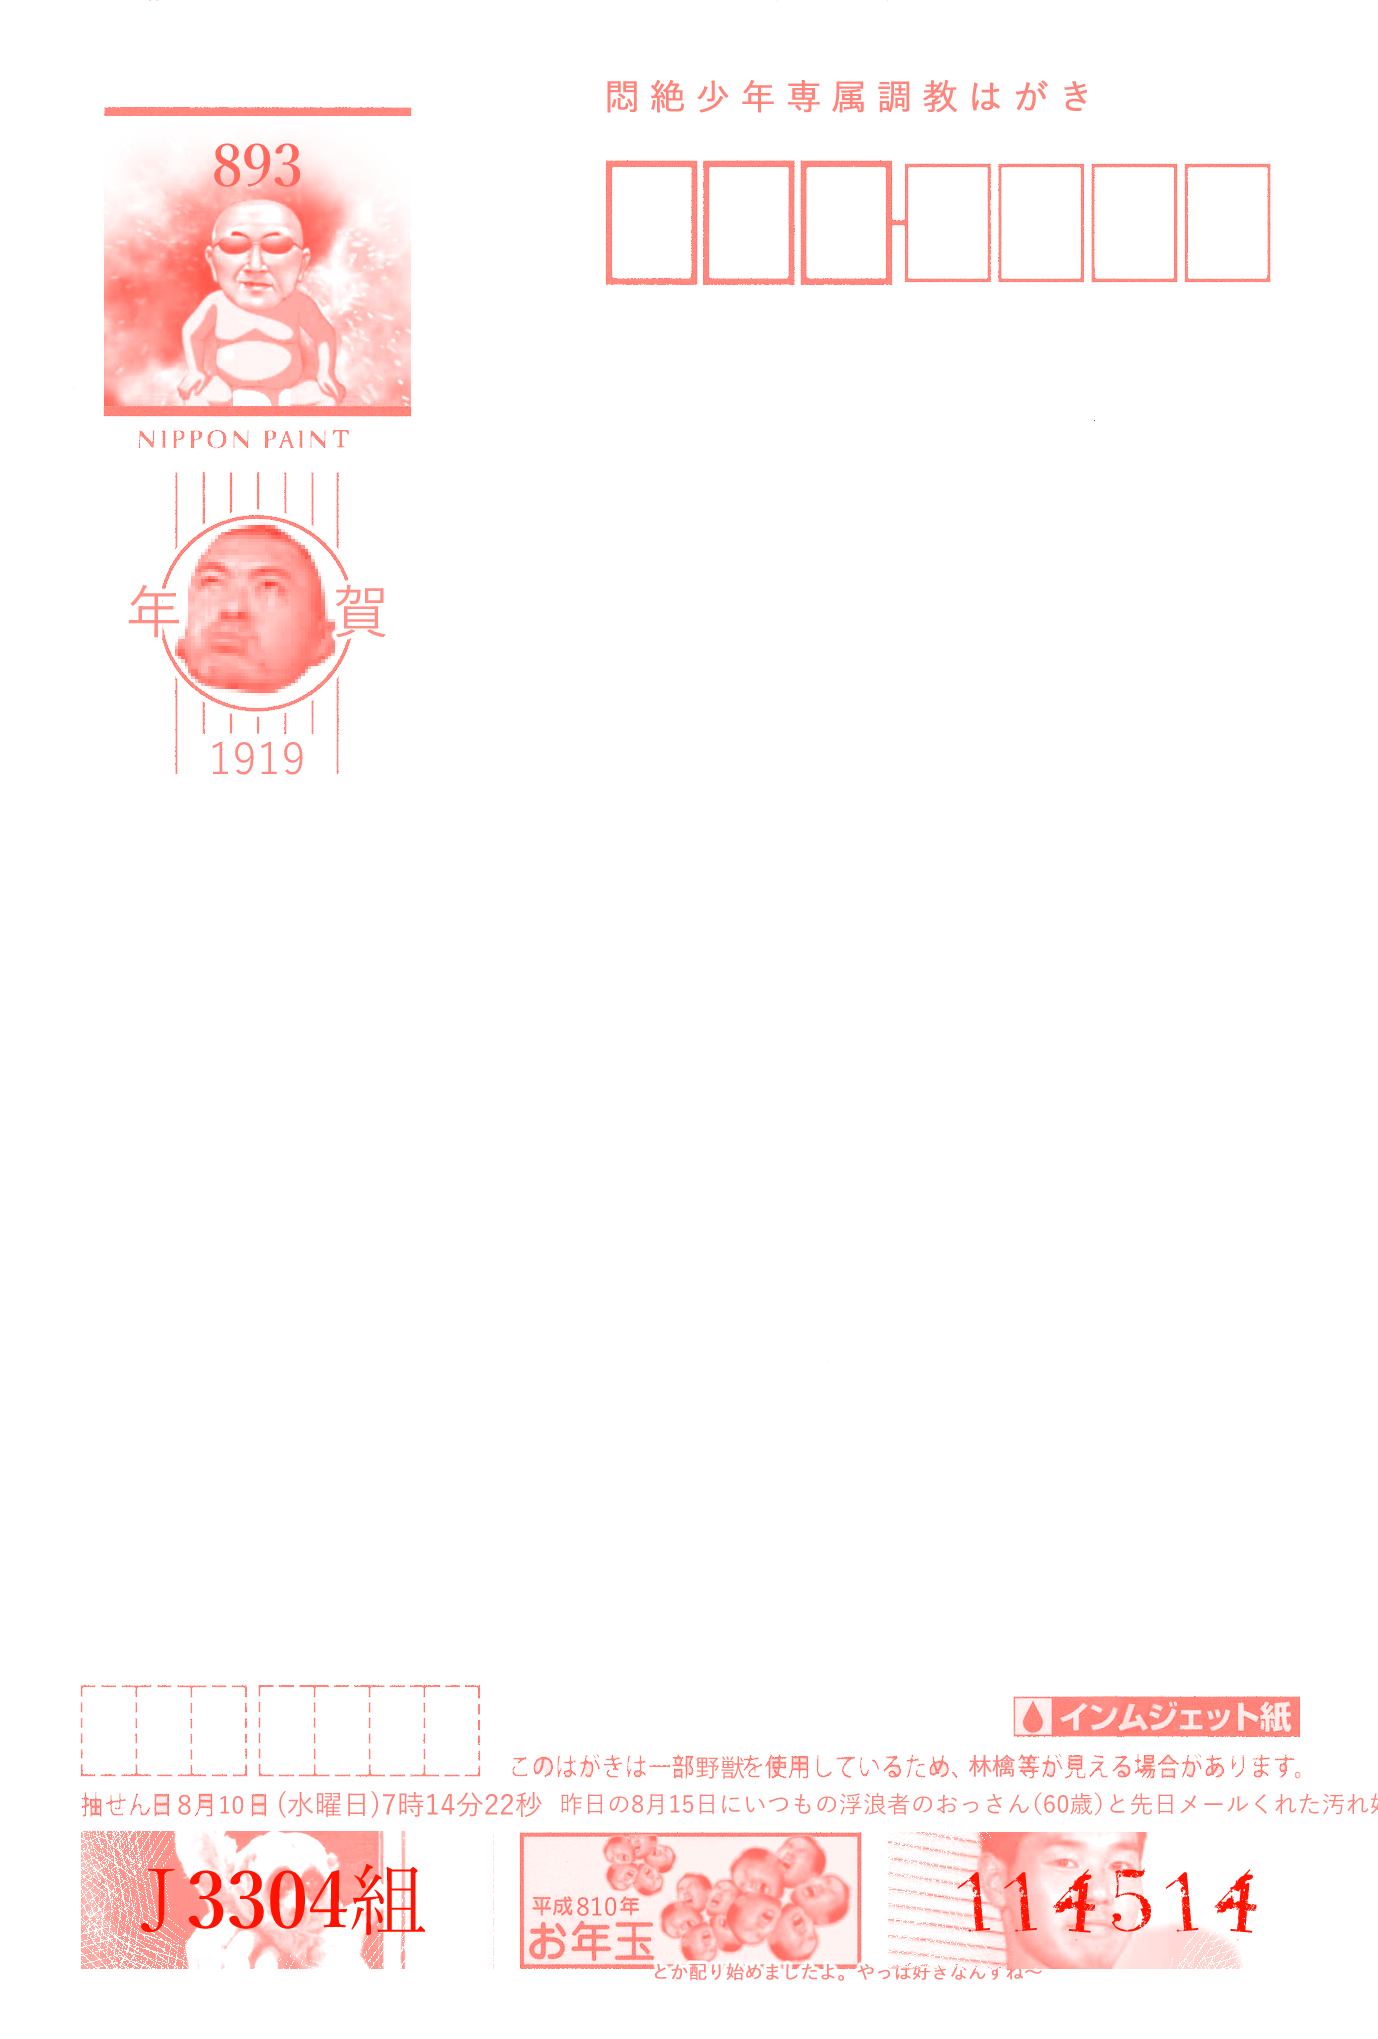 悶絶少年専属調教はがき
893
NIPPON PAINT
年賀
1919
インムジェット紙
このはがきは一部野獣を使用しているため、林檎等が見える場合があります。
抽せん日8月10日(水曜日)7時14分22秒 昨日の8月15日にいつもの浮浪者のおっさん(60歳)と先日メールくれた汚れ
J3304組
平成810年
お年玉
114514
とか配り始めましたよ。やっぱ好きなんすね～